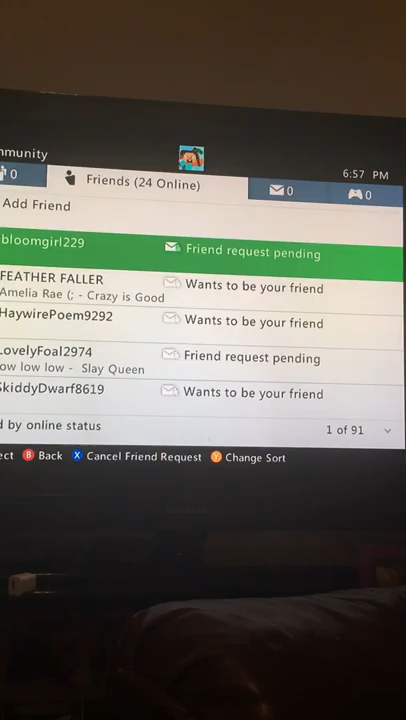 mmunity
6:57 PM
0
Friends (24 Online)
0
0
Add Friend
bloomgirl229
Friend request pending
FEATHER FALLER
Wants to be your friend
Amelia Rae (; - Crazy is Good
HaywirePoem9292
Wants to be your friend
LovelyFoal2974
Friend request pending
ow low low - Slay Queen
SkiddyDwarf8619
Wants to be your friend
d by online status
1 of 91
ect B Back X Cancel Friend Request Y Change Sort